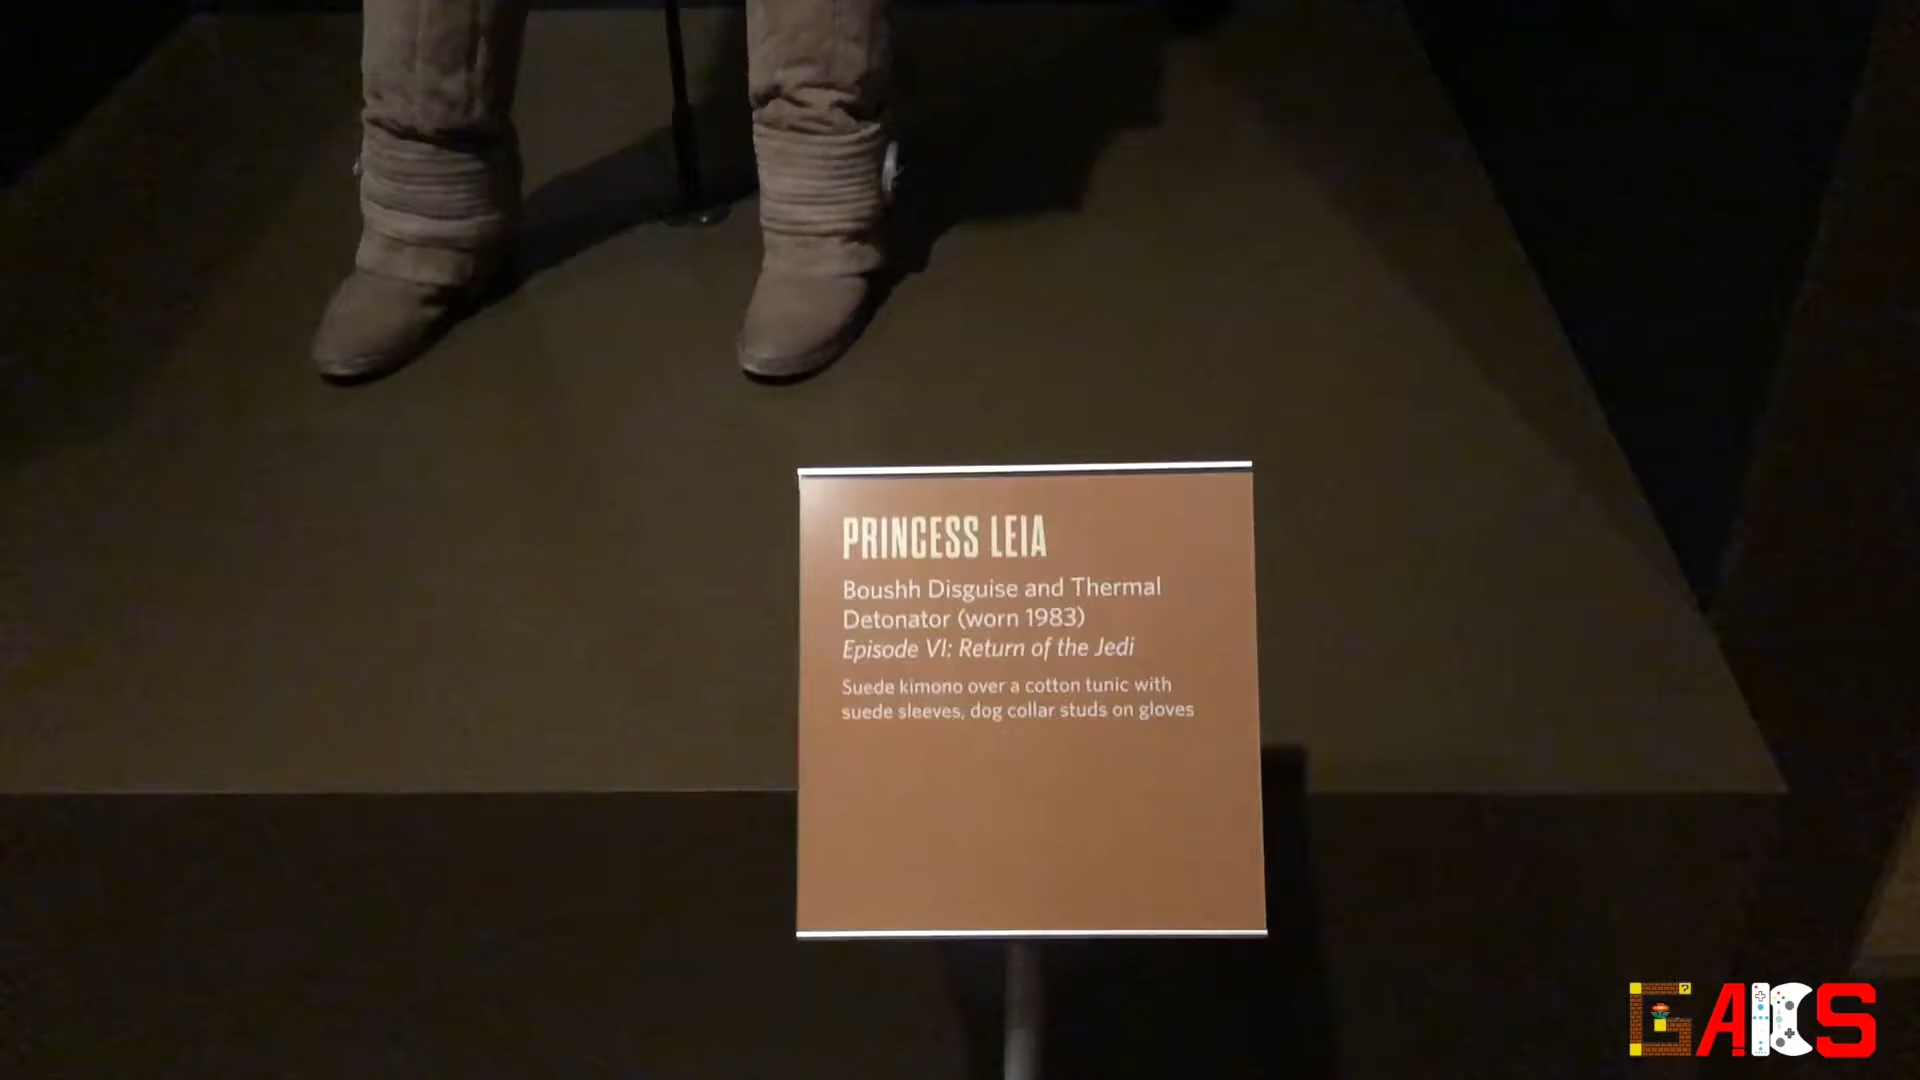 PRINCESS LEIA
Boushh Disguise and Thermal
Detonator (worn 1983)
Episode VI: Return of the Jedi
Suede kimono over a cotton tunic with
suede sleeves, dog collar studs on gloves
?
GAICS